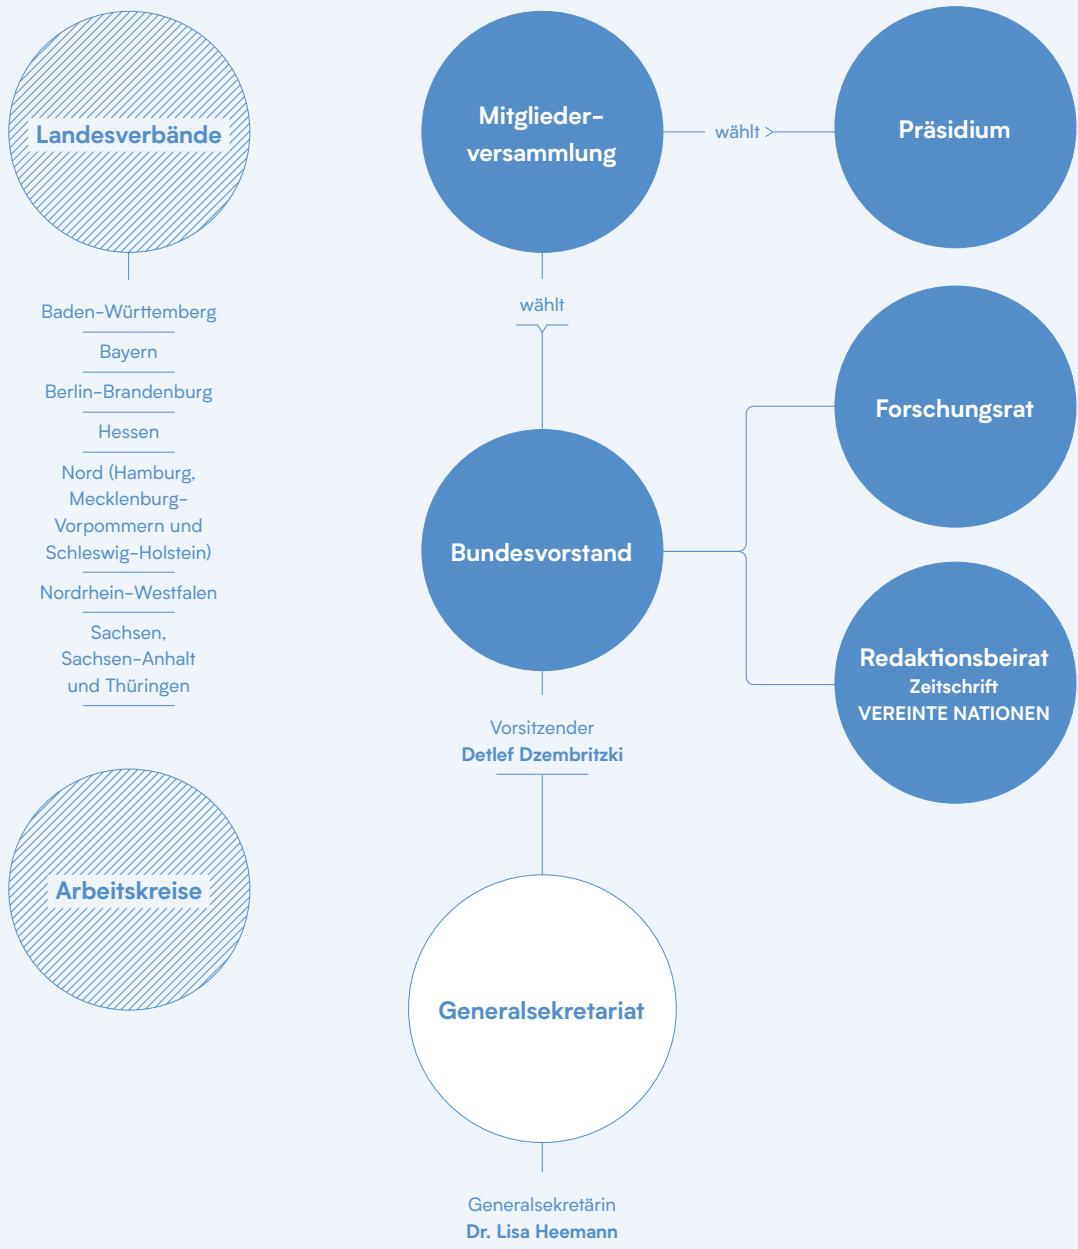 Landesverbände
Baden-Württemberg
Bayern
Berlin-Brandenburg
Hessen
Nord (Hamburg,
Mecklenburg-
Vorpommern und
Schleswig-Holstein)
Nordrhein-Westfalen
Sachsen,
Sachsen-Anhalt
und Thüringen
Arbeitskreise
Mitglieder-
versammlung
wählt >
Präsidium
wählt
Bundesvorstand
Forschungsrat
Redaktionsbeirat
Zeitschrift
VEREINTE NATIONEN
Vorsitzender
Detlef Dzembritzki
Generalsekretariat
Generalsekretärin
Dr. Lisa Heemann